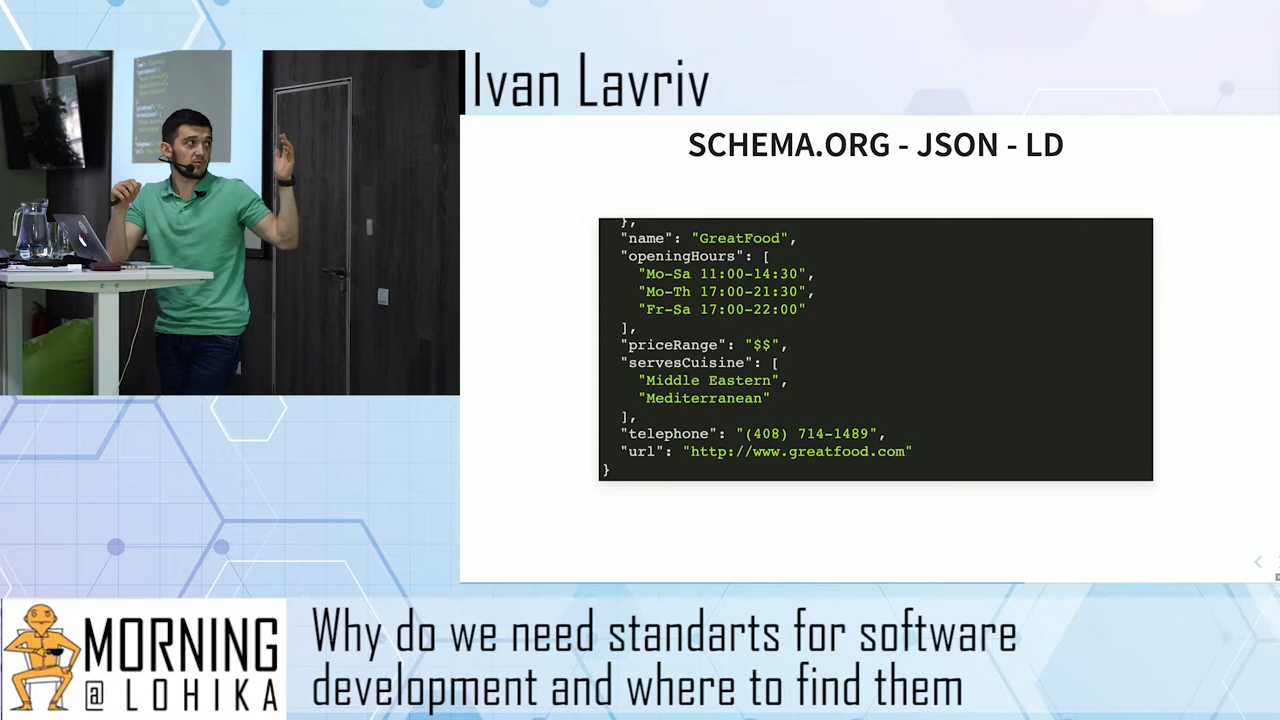 Ivan Lavriv
SCHEMA.ORG - JSON - LD
},
"name": "GreatFood",
"openingHours": [
"Mo-Sa 11:00-14:30",
"Mo-Th 17:00-21:30",
"Fr-Sa 17:00-22:00"
],
"priceRange": "$$",
"servesCuisine": [
"Middle Eastern",
"Mediterranean"
],
"telephone": "(408) 714-1489",
"url": "http://www.greatfood.com"
}
MORNING
@ LOHIKA
Why do we need standarts for software
development and where to find them